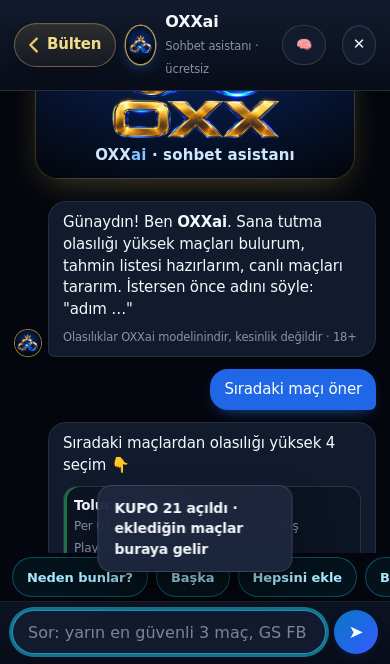 Bülten
OXXai
Sohbet asistanı ·
ücretsiz
OXX
OXXai · sohbet asistanı
Günaydın! Ben OXXai. Sana tutma
olasılığı yüksek maçları bulurum,
tahmin listesi hazırlarım, canlı maçları
tararım. İstersen önce adını söyle:
"adım ..."
Olasılıklar OXXai modelinindir, kesinlik değildir · 18+
Sıradaki maçı öner
Sıradaki maçlardan olasılığı yüksek 4
seçim 👇
KUPO 21 açıldı ·
eklediğin maçlar
buraya gelir
Per
Play
Neden bunlar?
Başka
Hepsini ekle
B
Sor: yarın en güvenli 3 maç, GS FB